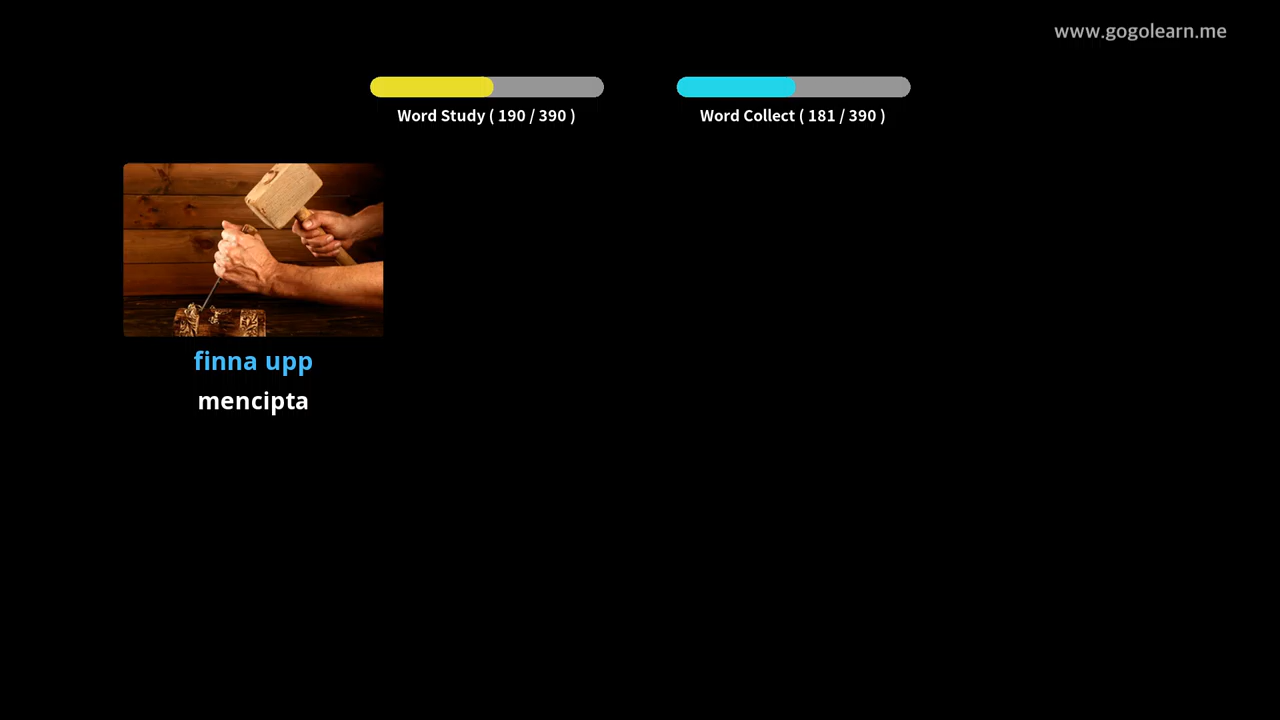 www.gogolearn.me
Word Study ( 190 / 390 )
Word Collect ( 181 / 390 )
finna upp
mencipta